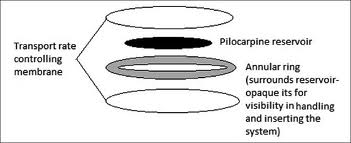 Transport rate
controlling
membrane
Pilocarpine reservoir
Annular ring
(surrounds reservoir-
opaque its for
visibility in handling
and inserting the
system)